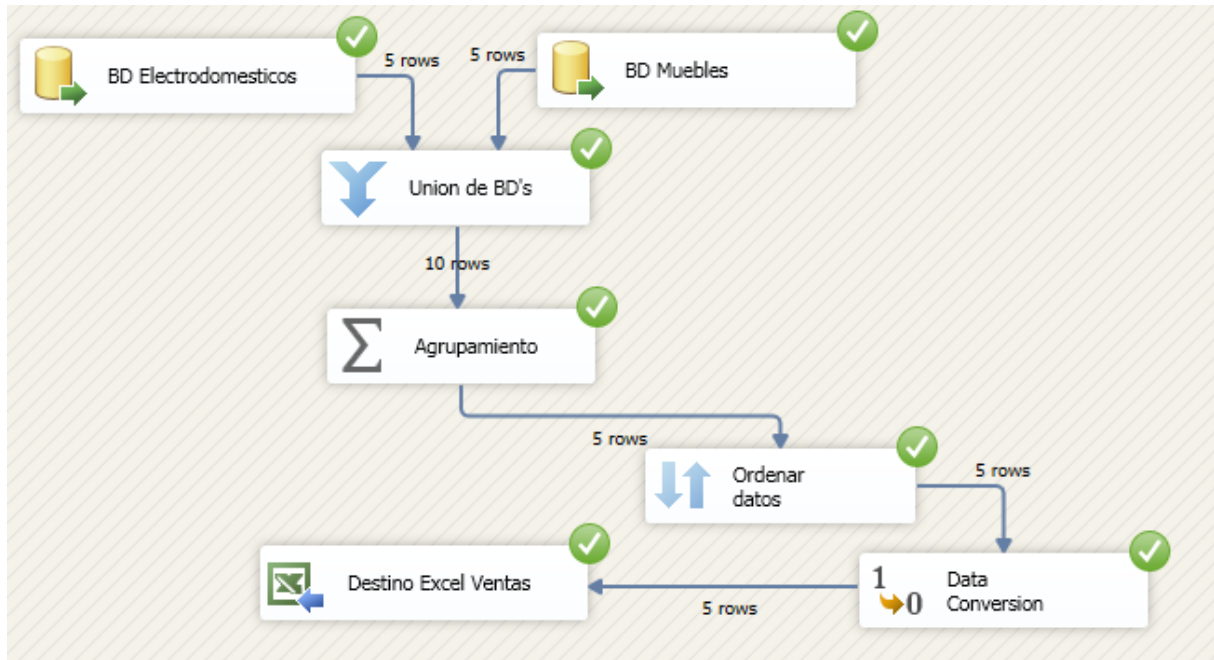 BD Electrodomesticos
5 rows
5 rows
BD Muebles
Union de BD's
10 rows
Agrupamiento
5 rows
Ordenar
datos
5 rows
Destino Excel Ventas
5 rows
1
0
Data
Conversion